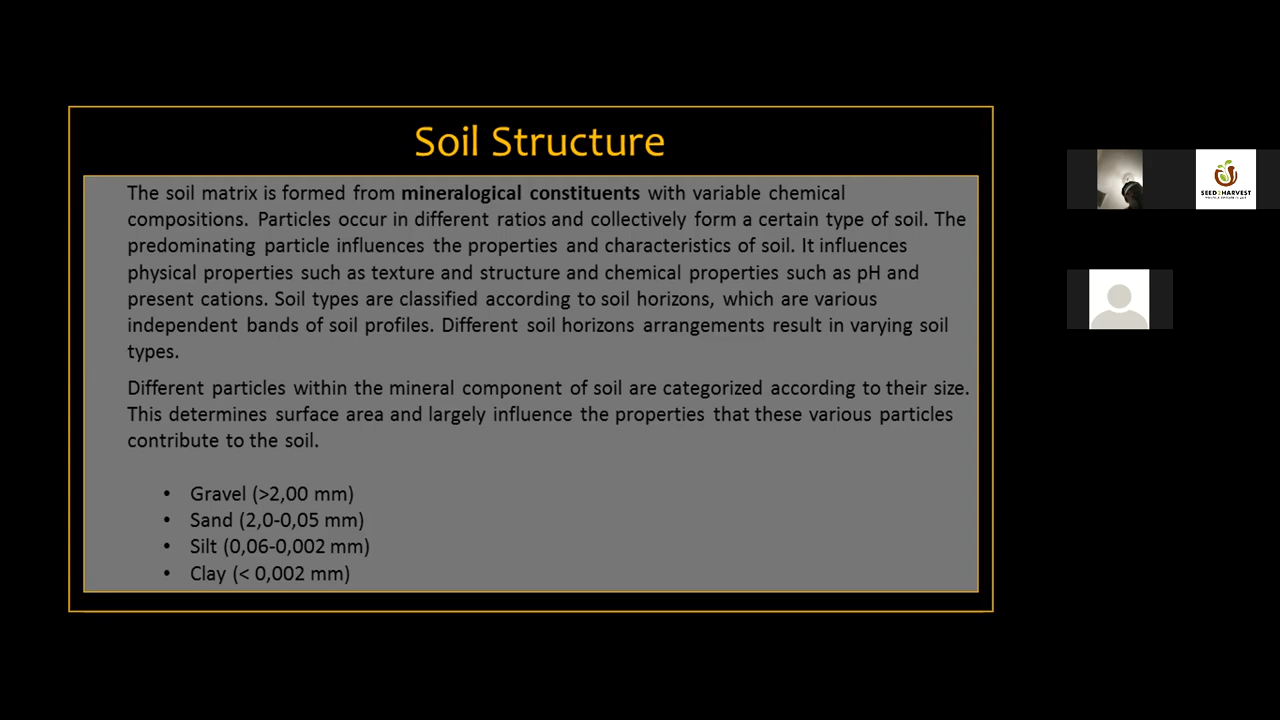 Soil Structure
The soil matrix is formed from mineralogical constituents with variable chemical
compositions. Particles occur in different ratios and collectively form a certain type of soil. The
predominating particle influences the properties and characteristics of soil. It influences
physical properties such as texture and structure and chemical properties such as pH and
present cations. Soil types are classified according to soil horizons, which are various
independent bands of soil profiles. Different soil horizons arrangements result in varying soil
types.
Different particles within the mineral component of soil are categorized according to their size.
This determines surface area and largely influence the properties that these various particles
contribute to the soil.
• Gravel (>2,00 mm)
• Sand (2,0-0,05 mm)
• Silt (0,06-0,002 mm)
• Clay (< 0,002 mm)
SEED2HARVEST